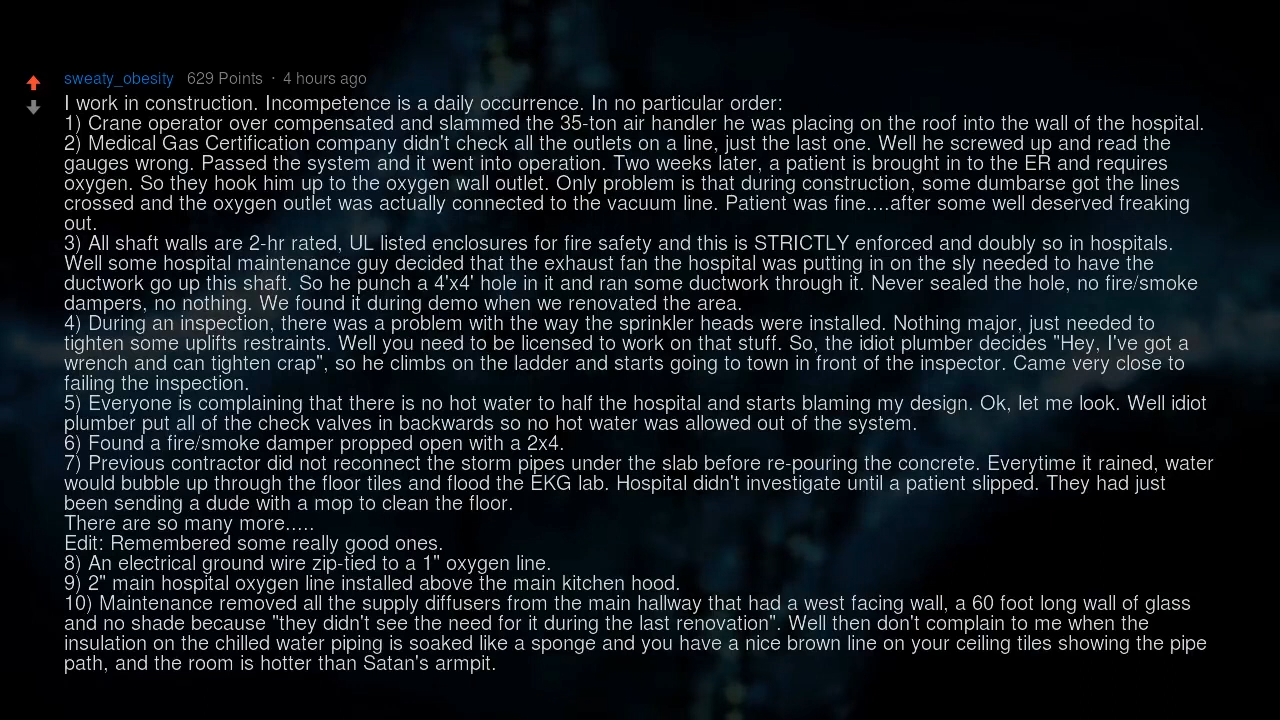 sweaty_obesity 629 Points · 4 hours ago
I work in construction. Incompetence is a daily occurrence. In no particular order:
1) Crane operator over compensated and slammed the 35-ton air handler he was placing on the roof into the wall of the hospital.
2) Medical Gas Certification company didn't check all the outlets on a line, just the last one. Well he screwed up and read the
gauges wrong. Passed the system and it went into operation. Two weeks later, a patient is brought in to the ER and requires
oxygen. So they hook him up to the oxygen wall outlet. Only problem is that during construction, some dumbarse got the lines
crossed and the oxygen outlet was actually connected to the vacuum line. Patient was fine....after some well deserved freaking
out.
3) All shaft walls are 2-hr rated, UL listed enclosures for fire safety and this is STRICTLY enforced and doubly so in hospitals.
Well some hospital maintenance guy decided that the exhaust fan the hospital was putting in on the sly needed to have the
ductwork go up this shaft. So he punch a 4'x4' hole in it and ran some ductwork through it. Never sealed the hole, no fire/smoke
dampers, no nothing. We found it during demo when we renovated the area.
4) During an inspection, there was a problem with the way the sprinkler heads were installed. Nothing major, just needed to
tighten some uplifts restraints. Well you need to be licensed to work on that stuff. So, the idiot plumber decides "Hey, I've got a
wrench and can tighten crap", so he climbs on the ladder and starts going to town in front of the inspector. Came very close to
failing the inspection.
5) Everyone is complaining that there is no hot water to half the hospital and starts blaming my design. Ok, let me look. Well idiot
plumber put all of the check valves in backwards so no hot water was allowed out of the system.
6) Found a fire/smoke damper propped open with a 2x4.
7) Previous contractor did not reconnect the storm pipes under the slab before re-pouring the concrete. Everytime it rained, water
would bubble up through the floor tiles and flood the EKG lab. Hospital didn't investigate until a patient slipped. They had just
been sending a dude with a mop to clean the floor.
There are so many more.....
Edit: Remembered some really good ones.
8) An electrical ground wire zip-tied to a 1" oxygen line.
9) 2" main hospital oxygen line installed above the main kitchen hood.
10) Maintenance removed all the supply diffusers from the main hallway that had a west facing wall, a 60 foot long wall of glass
and no shade because "they didn't see the need for it during the last renovation". Well then don't complain to me when the
insulation on the chilled water piping is soaked like a sponge and you have a nice brown line on your ceiling tiles showing the pipe
path, and the room is hotter than Satan's armpit.